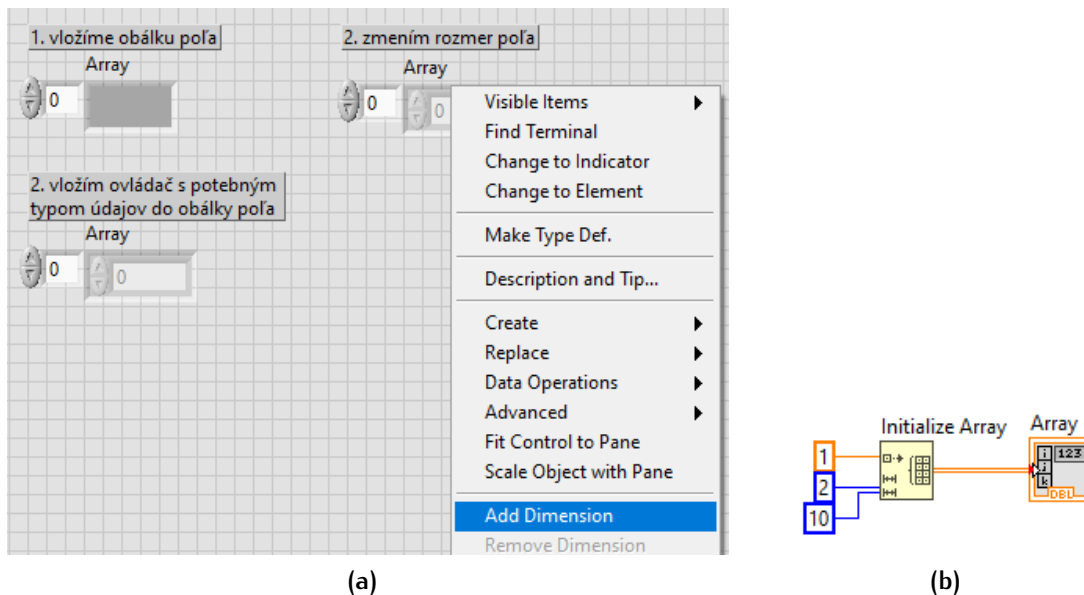 1. vložíme obálku poľa
Array
0
2. vložím ovládač s potebným
typom údajov do obálky poľa
Array
0
0
2. zmením rozmer poľa
Array
0
0
Visible Items
Find Terminal
Change to Indicator
Change to Element
Make Type Def.
Description and Tip...
Create
Replace
Data Operations
Advanced
Fit Control to Pane
Scale Object with Pane
Add Dimension
Remove Dimension
(a)
Initialize Array
Array
1
2
10
i
j
k
123
DBL
(b)